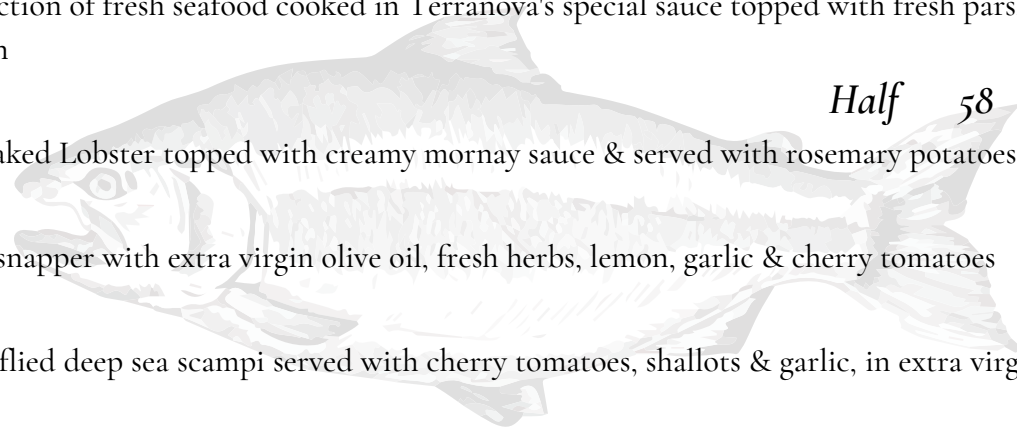 ction of fresh seafood cooked in Terranova's special sauce topped with fresh pars
n
Half 58
aked Lobster topped with creamy mornay sauce & served with rosemary potatoes
snapper with extra virgin olive oil, fresh herbs, lemon, garlic & cherry tomatoes
flied deep sea scampi served with cherry tomatoes, shallots & garlic, in extra virg